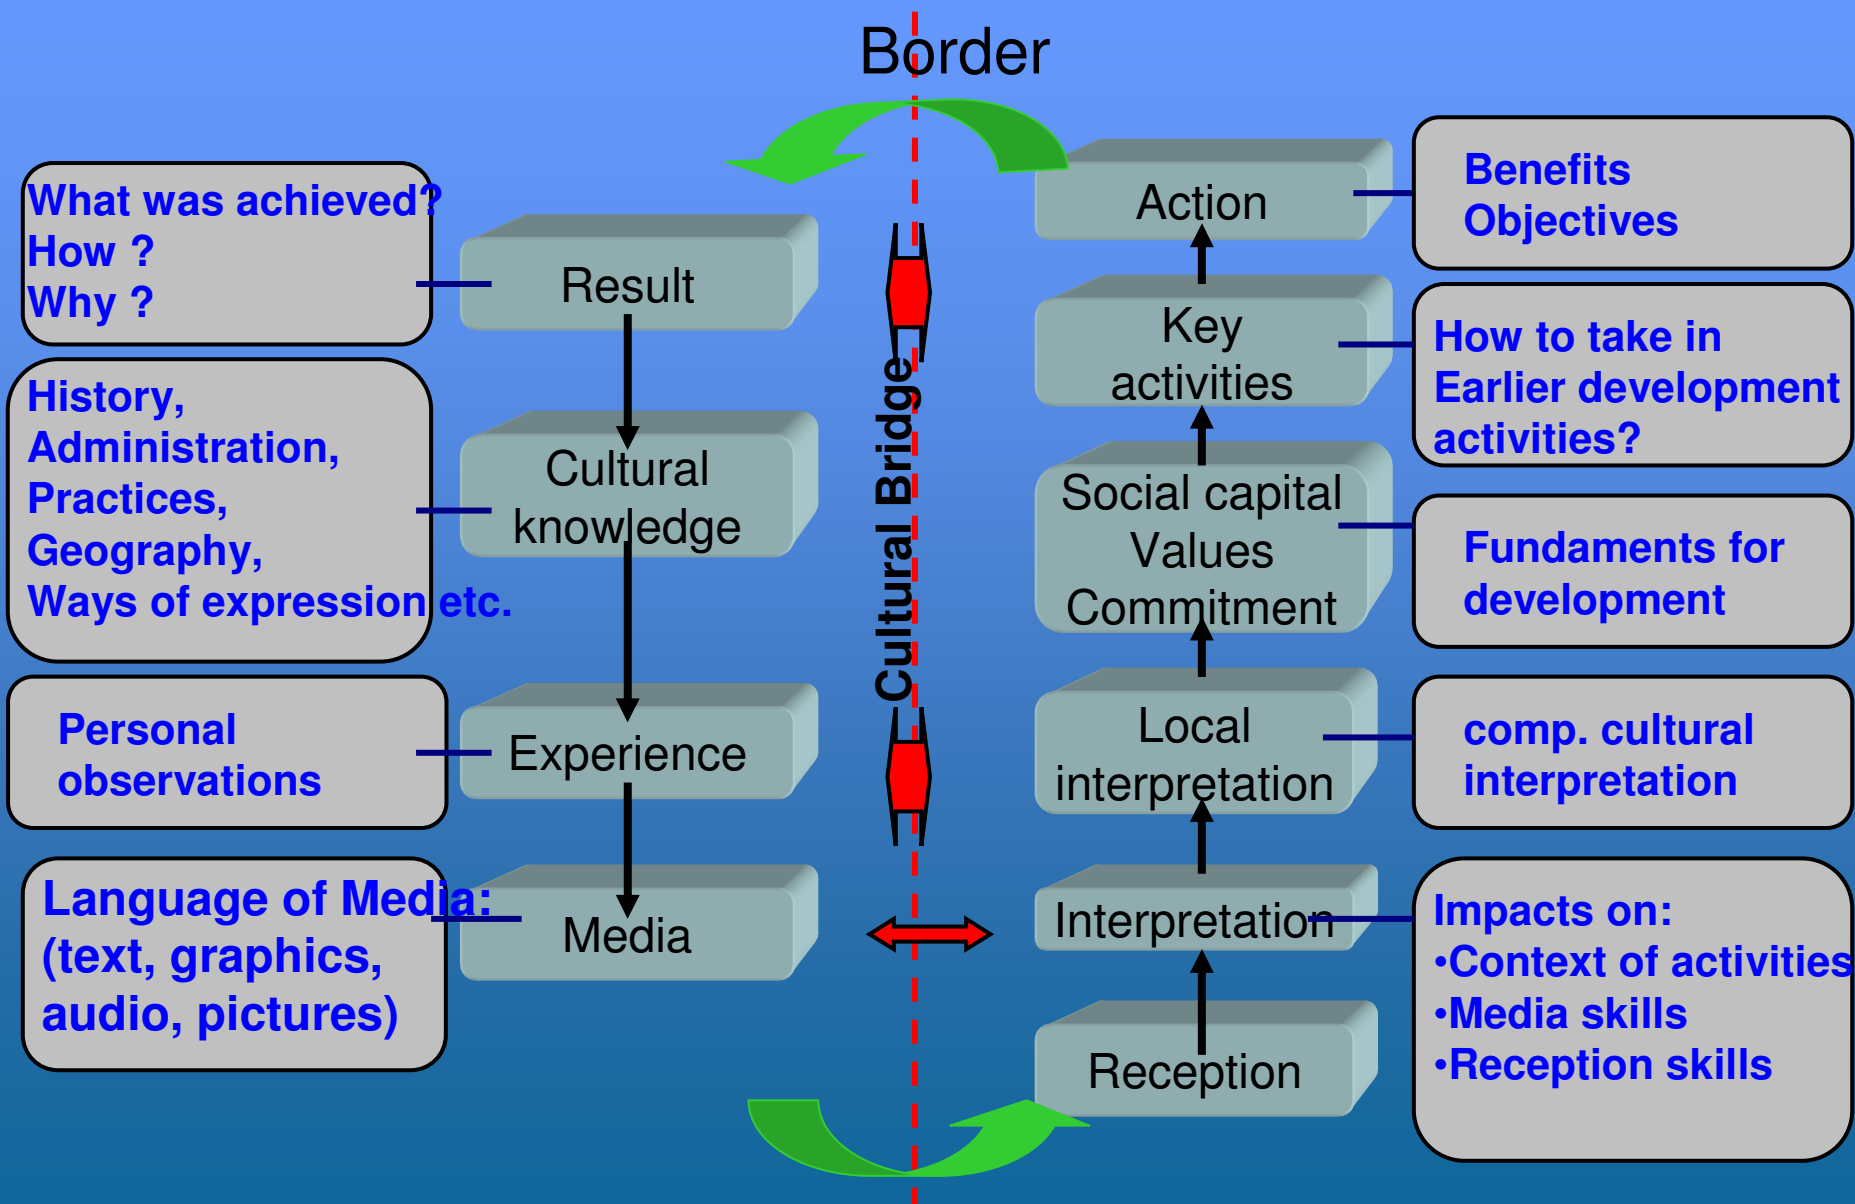 Border
What was achieved?
How ?
Why ?
Result
History,
Administration,
Practices,
Geography,
Ways of expression etc.
Cultural
knowledge
Personal
observations
Experience
Language of Media:
(text, graphics,
audio, pictures)
Media
Cultural Bridge
Action
Benefits
Objectives
Key
activities
How to take in
Earlier development
activities?
Social capital
Values
Commitment
Fundaments for
development
Local
interpretation
comp. cultural
interpretation
Interpretation
Impacts on:
•Context of activities
•Media skills
•Reception skills
Reception